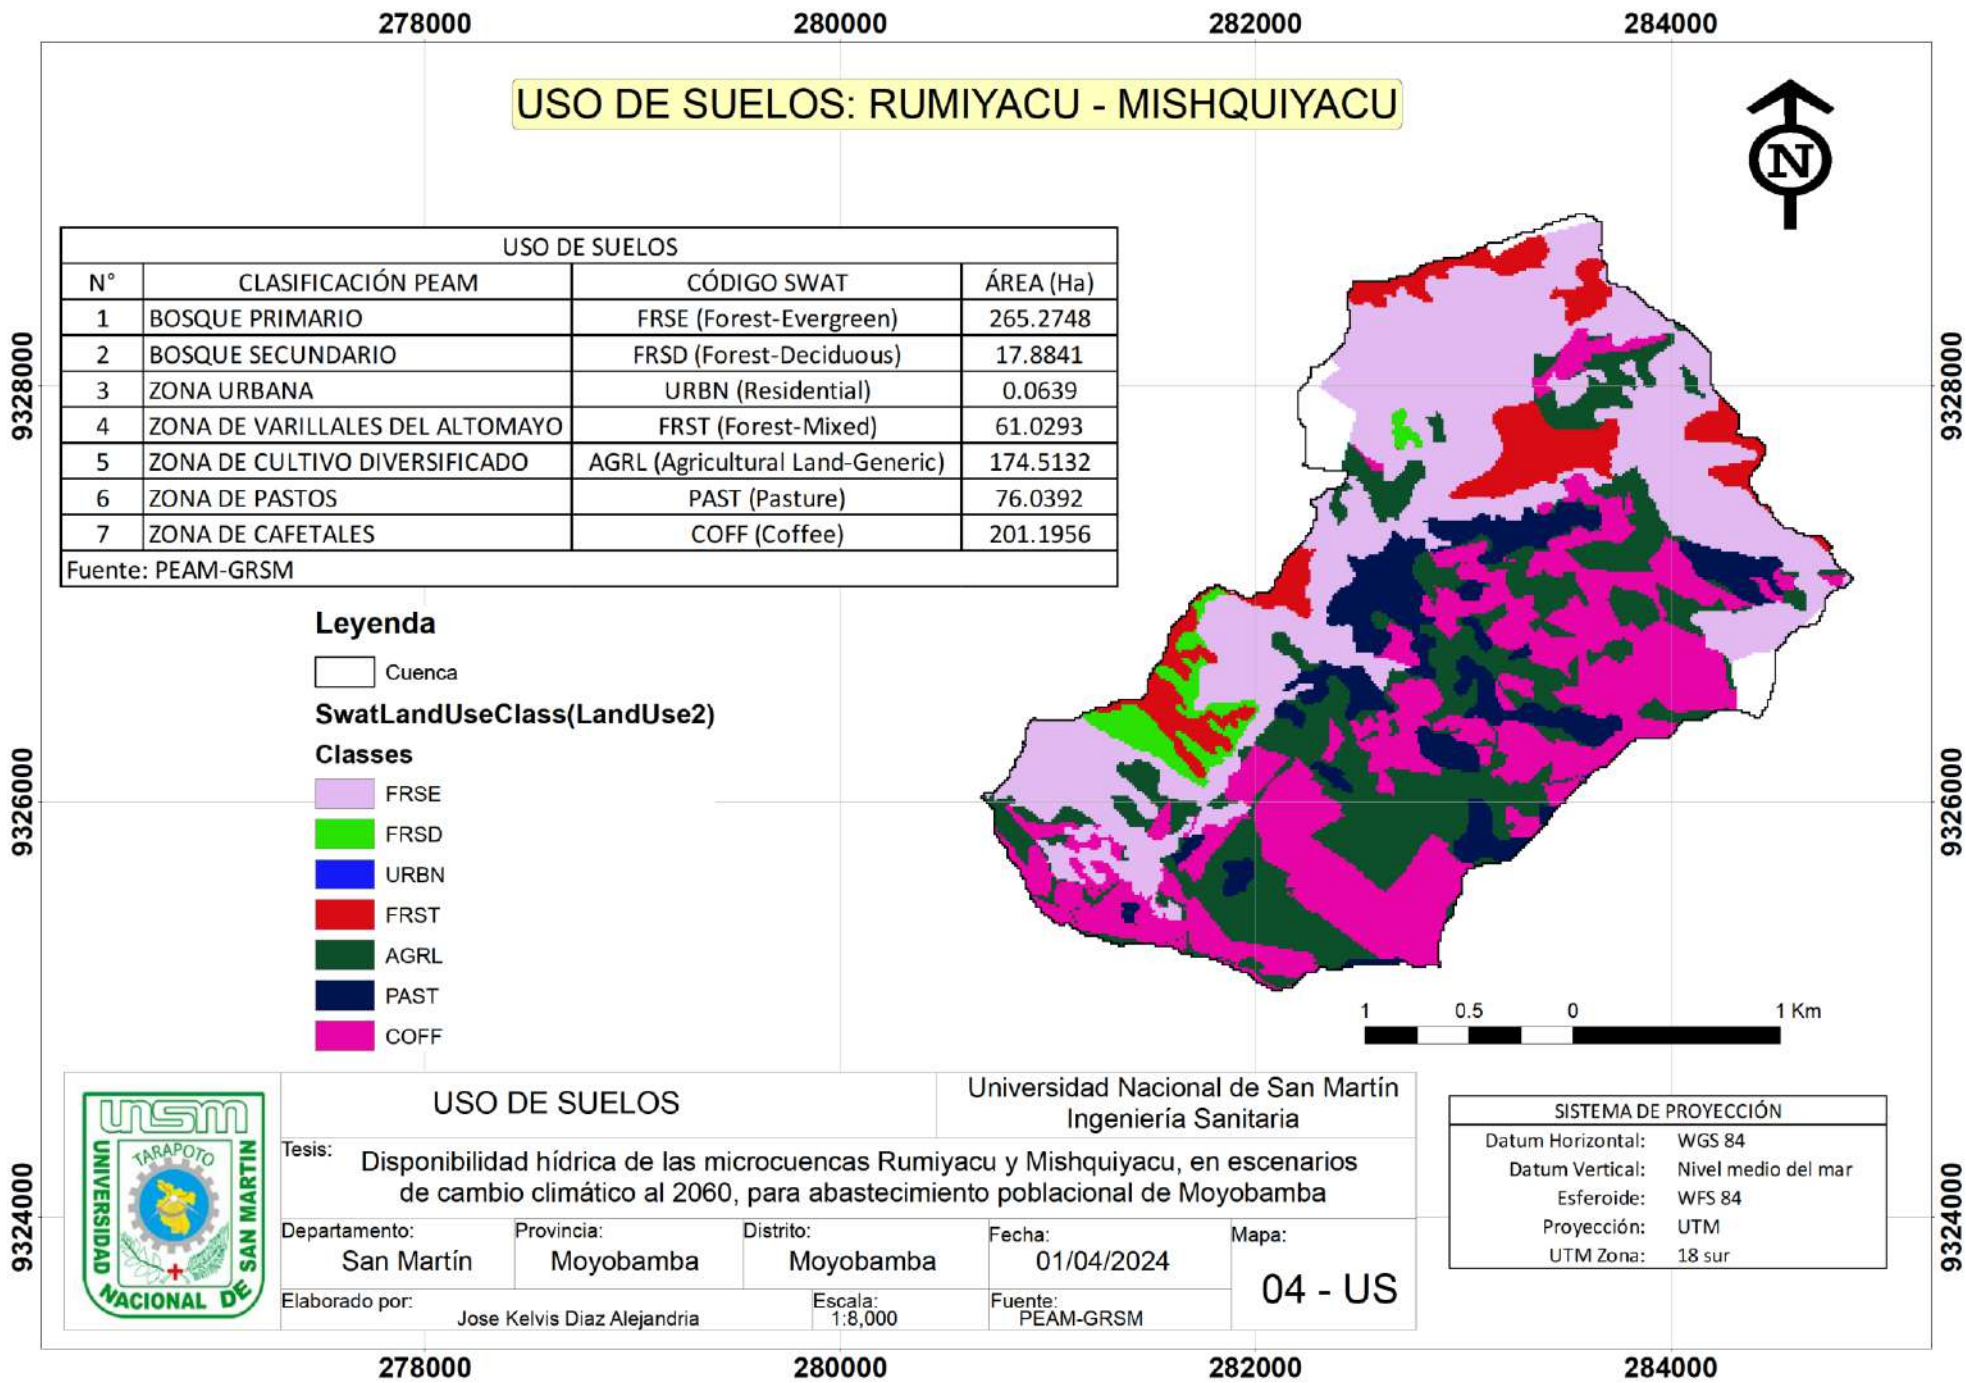 278000 280000 282000 284000
USO DE SUELOS: RUMIYACU - MISHQUIYACU
N
USO DE SUELOS
N° CLASIFICACIÓN PEAM CÓDIGO SWAT ÁREA (Ha)
1 BOSQUE PRIMARIO FRSE (Forest-Evergreen) 265.2748
2 BOSQUE SECUNDARIO FRSD (Forest-Deciduous) 17.8841
3 ZONA URBANA URBN (Residential) 0.0639
4 ZONA DE VARILLALES DEL ALTOMAYO FRST (Forest-Mixed) 61.0293
5 ZONA DE CULTIVO DIVERSIFICADO AGRL (Agricultural Land-Generic) 174.5132
6 ZONA DE PASTOS PAST (Pasture) 76.0392
7 ZONA DE CAFETALES COFF (Coffee) 201.1956
Fuente: PEAM-GRSM
9328000 9328000
Leyenda
Cuenca
SwatLandUseClass(LandUse2)
Classes
FRSE
FRSD
URBN
FRST
AGRL
PAST
COFF
9326000 9326000
1 0.5 0 1 Km
unsm
TARAPOTO
UNIVERSIDAD NACIONAL DE SAN MARTIN
USO DE SUELOS
Universidad Nacional de San Martín
Ingeniería Sanitaria
Tesis:
Disponibilidad hídrica de las microcuencas Rumiyacu y Mishquiyacu, en escenarios
de cambio climático al 2060, para abastecimiento poblacional de Moyobamba
Departamento: Provincia: Distrito: Fecha: Mapa:
San Martín Moyobamba Moyobamba 01/04/2024
04 - US
Elaborado por: Escala: Fuente:
Jose Kelvis Diaz Alejandria 1:8,000 PEAM-GRSM
SISTEMA DE PROYECCIÓN
Datum Horizontal: WGS 84
Datum Vertical: Nivel medio del mar
Esferoide: WFS 84
Proyección: UTM
UTM Zona: 18 sur
9324000 9324000
278000 280000 282000 284000